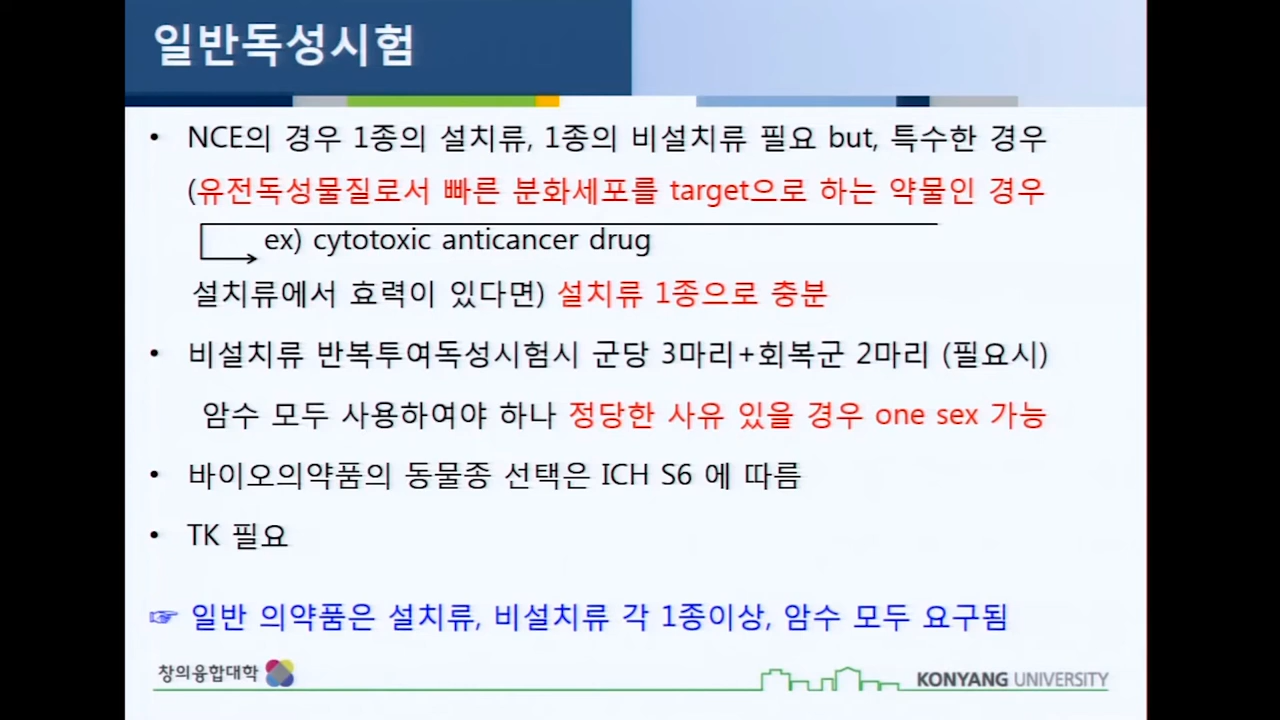 일반독성시험
• NCE의 경우 1종의 설치류, 1종의 비설치류 필요 but, 특수한 경우
(유전독성물질로서 빠른 분화세포를 target으로 하는 약물인 경우
ex) cytotoxic anticancer drug
설치류에서 효력이 있다면) 설치류 1종으로 충분
• 비설치류 반복투여독성시험시 군당 3마리+회복군 2마리 (필요시)
암수 모두 사용하여야 하나 정당한 사유 있을 경우 one sex 가능
• 바이오의약품의 동물종 선택은 ICH S6 에 따름
• TK 필요
☞ 일반 의약품은 설치류, 비설치류 각 1종이상, 암수 모두 요구됨
창의융합대학
KONYANG UNIVERSITY